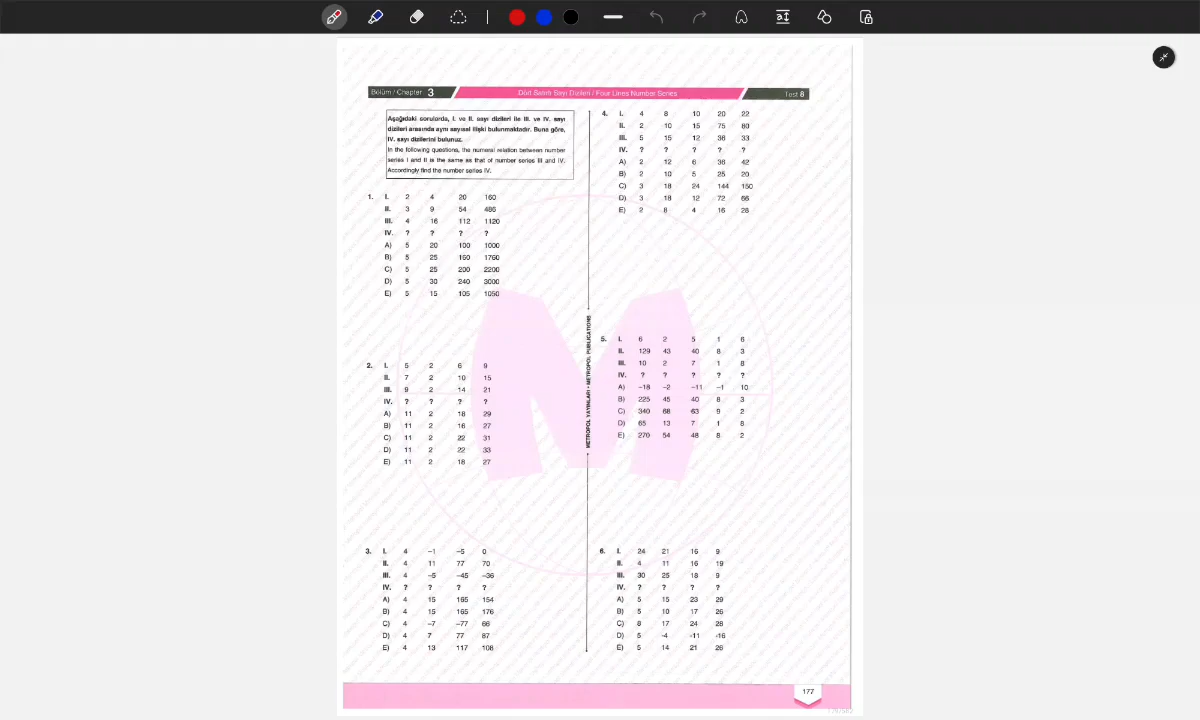 Bölüm / Chapter 3
Dört Satırlı Sayı Dizileri / Four Lines Number Series
Test 8
Aşağıdaki sorularda, I. ve II. sayı dizileri ile III. ve IV. sayı
dizileri arasında aynı sayısal ilişki bulunmaktadır. Buna göre,
IV. sayı dizilerini bulunuz.
In the following questions, the numeral relation between number
series I and II is the same as that of number series III and IV.
Accordingly find the number series IV.
1. I. 2 4 20 160
II. 3 9 54 486
III. 4 16 112 1120
IV. ? ? ? ?
A) 5 20 100 1000
B) 5 25 160 1760
C) 5 25 200 2200
D) 5 30 240 3000
E) 5 15 105 1050
2. I. 5 2 6 9
II. 7 2 10 15
III. 9 2 14 21
IV. ? ? ? ?
A) 11 2 18 29
B) 11 2 16 27
C) 11 2 22 31
D) 11 2 22 33
E) 11 2 18 27
3. I. 4 –1 –5 0
II. 4 11 77 70
III. 4 –5 –45 –36
IV. ? ? ? ?
A) 4 15 165 154
B) 4 15 165 176
C) 4 –7 –77 66
D) 4 7 77 87
E) 4 13 117 108
METROPOL YAYINLARI • METROPOL PUBLICATIONS
4. I. 4 8 10 20 22
II. 2 10 15 75 80
III. 5 15 12 36 33
IV. ? ? ? ? ?
A) 2 12 6 36 42
B) 2 10 5 25 20
C) 3 18 24 144 150
D) 3 18 12 72 66
E) 2 8 4 16 28
5. I. 6 2 5 1 6
II. 129 43 40 8 3
III. 10 2 7 1 8
IV. ? ? ? ? ?
A) –18 –2 –11 –1 10
B) 225 45 40 8 3
C) 340 68 63 9 2
D) 65 13 7 1 8
E) 270 54 48 8 2
6. I. 24 21 16 9
II. 4 11 16 19
III. 30 25 18 9
IV. ? ? ? ?
A) 5 15 23 29
B) 5 10 17 26
C) 8 17 24 28
D) 5 -4 -11 -16
E) 5 14 21 26
177